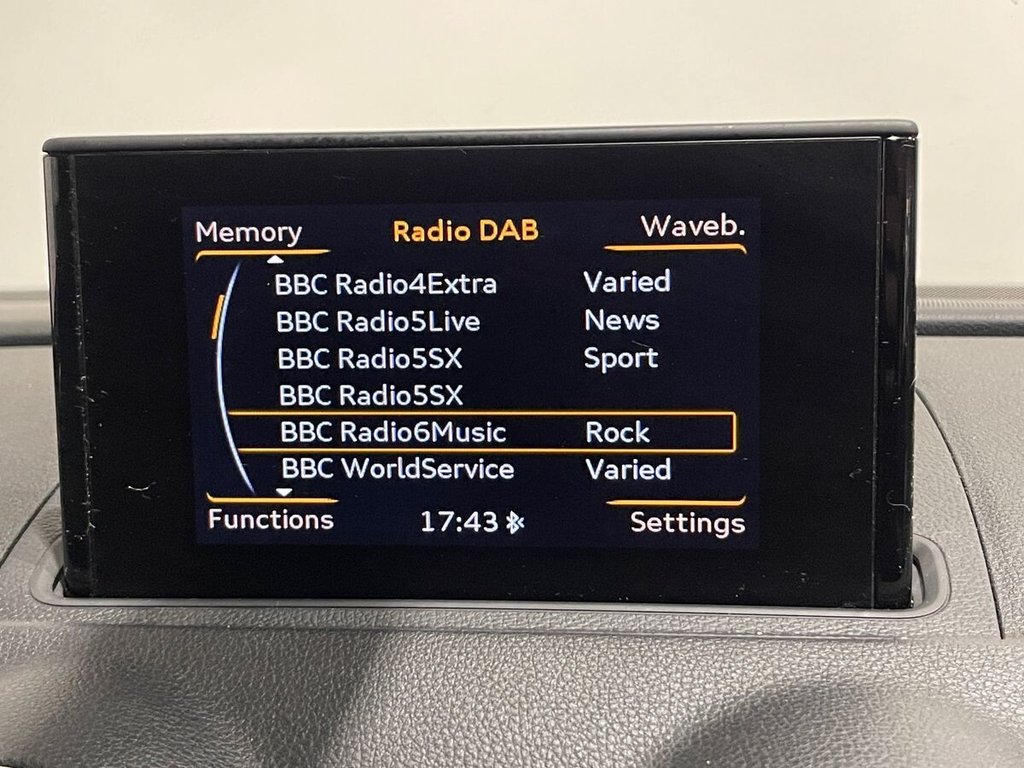 Memory Radio DAB Waveb.
BBC Radio4Extra Varied
BBC Radio5Live News
BBC Radio5SX Sport
BBC Radio5SX
BBC Radio6Music Rock
BBC WorldService Varied
Functions 17:43 Settings